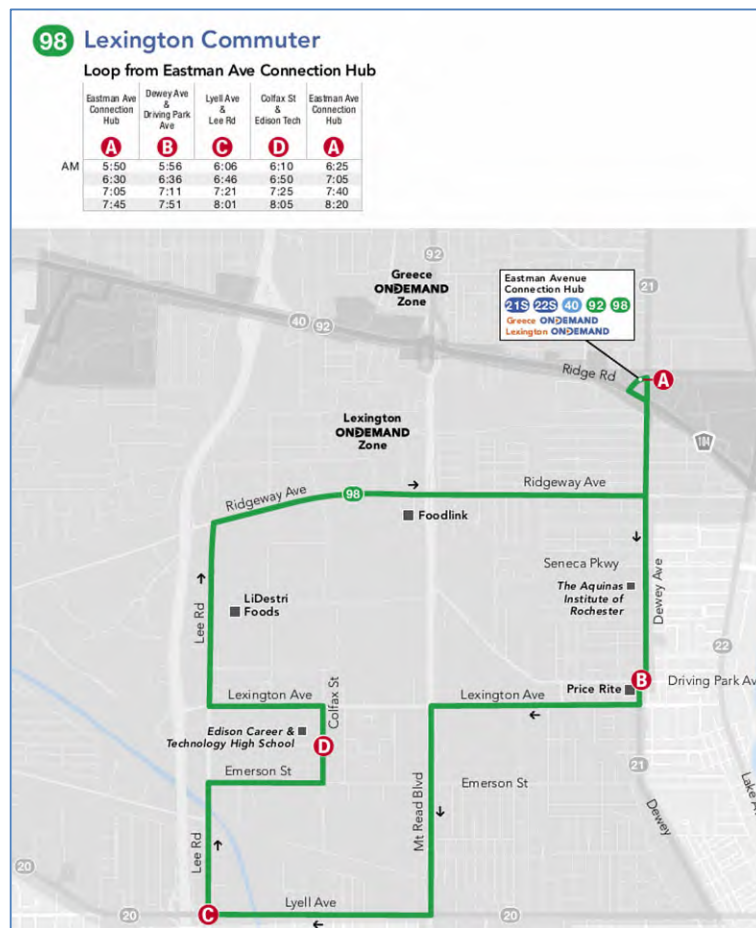 98 Lexington Commuter
Loop from Eastman Ave Connection Hub
Eastman Ave
Connection
Hub
Dewey Ave
&
Driving Park
Ave
Lyell Ave
&
Lee Rd
Colfax St
&
Edison Tech
Eastman Ave
Connection
Hub
A B C D A
AM 5:50 5:56 6:06 6:10 6:25
6:30 6:36 6:46 6:50 7:05
7:05 7:11 7:21 7:25 7:40
7:45 7:51 8:01 8:05 8:20
92
Greece
ONDEMAND
Zone
Eastman Avenue
Connection Hub
21S 22S 40 92 98
Greece ONDEMAND
Lexington ONDEMAND
21
40 92
Ridge Rd
A
Lexington
ONDEMAND
Zone
104
Ridgeway Ave
98
Ridgeway Ave
Foodlink
Seneca Pkwy
The Aquinas
Institute of
Rochester
Dewey Ave
LiDestri
Foods
Lee Rd
22
B
Driving Park Av
Price Rite
Lexington Ave
Colfax St
Lexington Ave
Edison Career &
Technology High School
D
Emerson St
Mt Read Blvd
Emerson St
21
Dewey
Lake A
Lee Rd
20
Lyell Ave
20
C
20